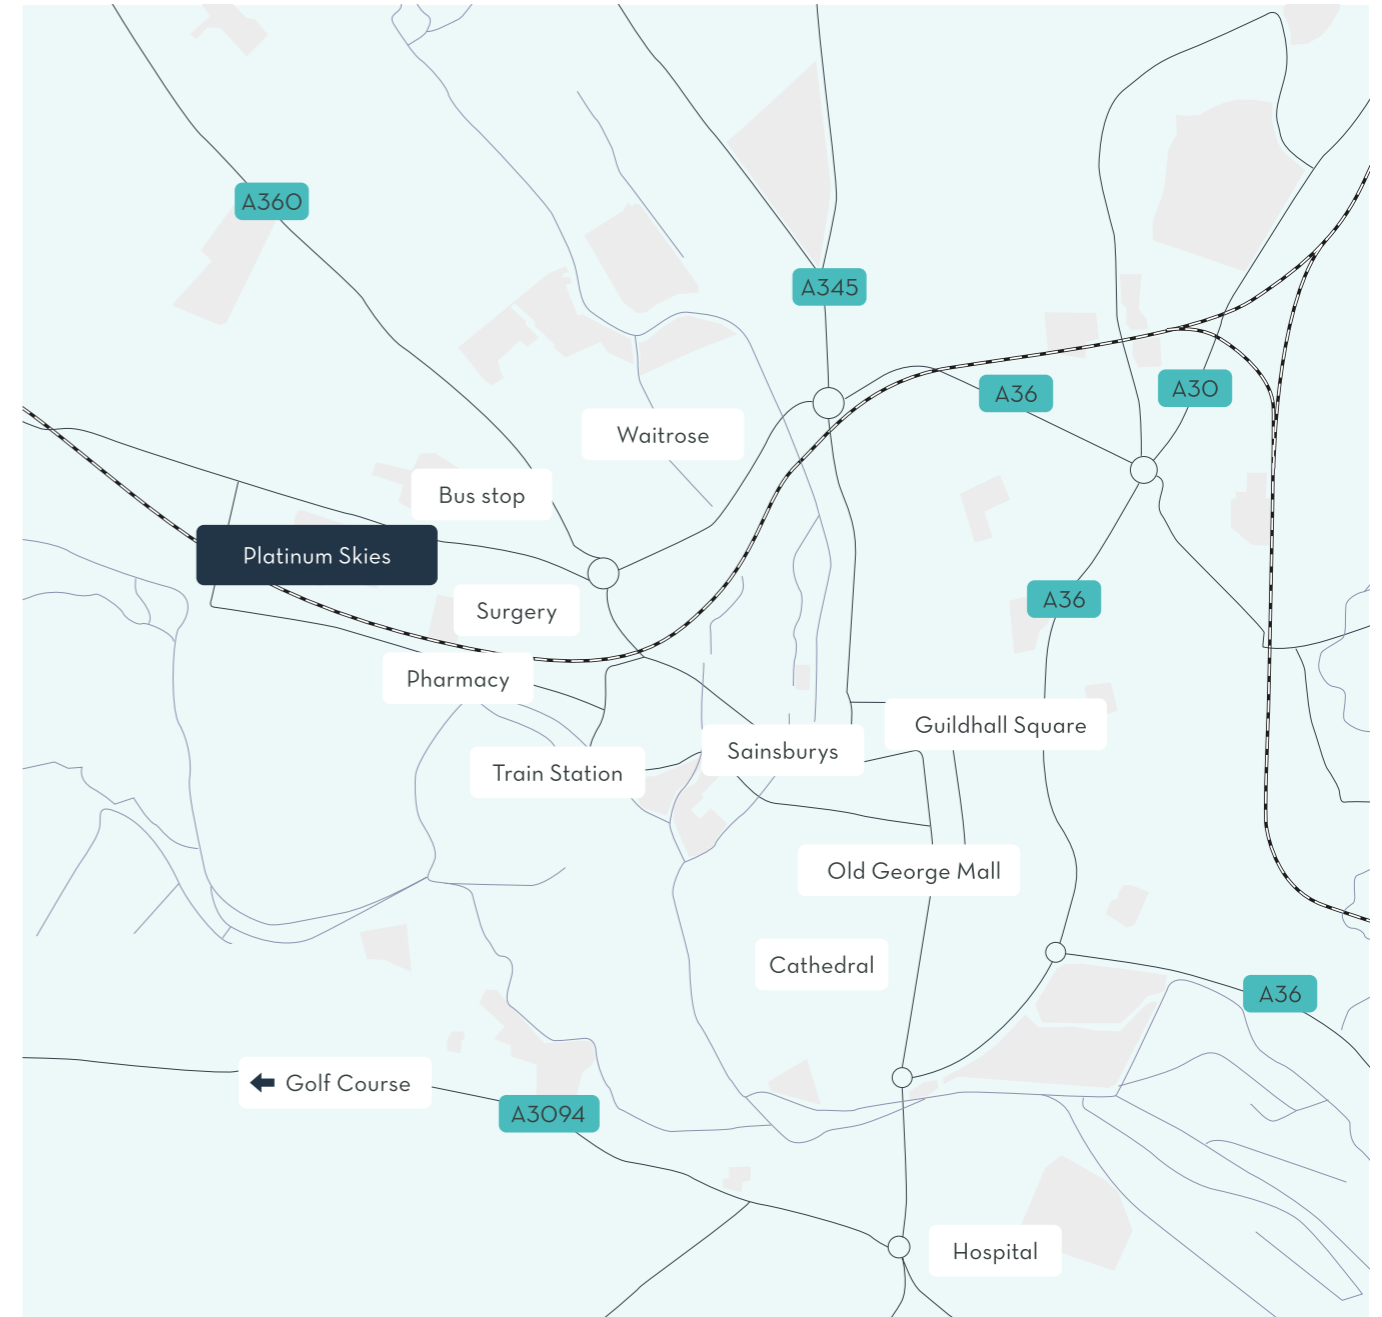 A360
A345
A36
A30
Waitrose
Bus stop
Platinum Skies
A36
Surgery
Pharmacy
Guildhall Square
Sainsburys
Train Station
Old George Mall
Cathedral
A36
Golf Course
A3094
Hospital